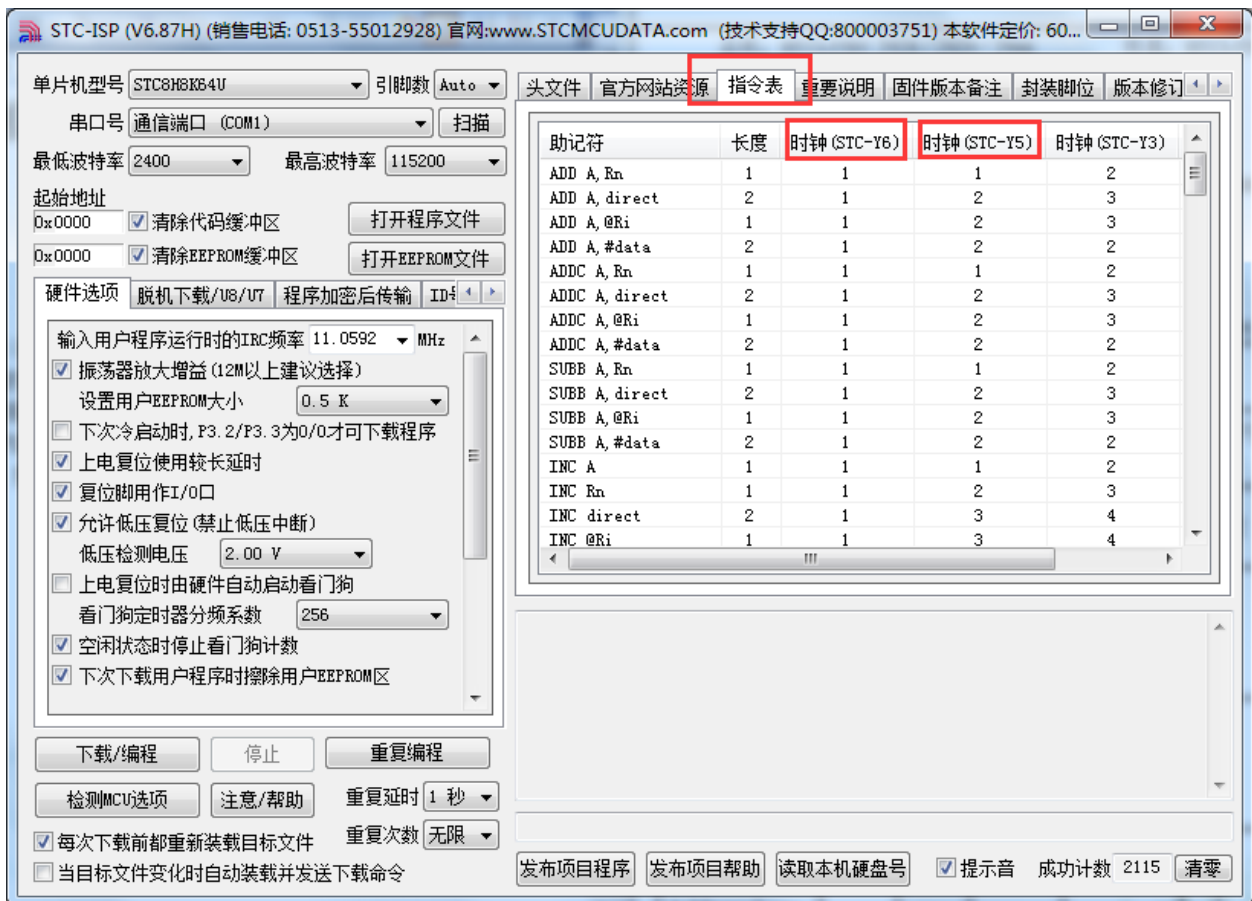 STC-ISP (V6.87H) (销售电话: 0513-55012928) 官网:www.STCMCUDATA.com (技术支持QQ:800003751) 本软件定价: 60...
单片机型号 STC8H8K64U 引脚数 Auto
串口号 通信端口 (COM1) 扫描
最低波特率 2400 最高波特率 115200
起始地址
0x0000 清除代码缓冲区 打开程序文件
0x0000 清除EEPROM缓冲区 打开EEPROM文件
硬件选项 脱机下载/U8/U7 程序加密后传输 ID号
输入用户程序运行时的IRC频率 11.0592 MHz
振荡器放大增益(12M以上建议选择)
设置用户EEPROM大小 0.5 K
下次冷启动时,P3.2/P3.3为0/0才可下载程序
上电复位使用较长延时
复位脚用作I/O口
允许低压复位(禁止低压中断)
低压检测电压 2.00 V
上电复位时由硬件自动启动看门狗
看门狗定时器分频系数 256
空闲状态时停止看门狗计数
下次下载用户程序时擦除用户EEPROM区
下载/编程 停止 重复编程
检测MCU选项 注意/帮助 重复延时 1 秒
每次下载前都重新装载目标文件 重复次数 无限
当目标文件变化时自动装载并发送下载命令
头文件 官方网站资源 指令表 重要说明 固件版本备注 封装脚位 版本修订
助记符 长度 时钟(STC-Y6) 时钟(STC-Y5) 时钟(STC-Y3)
ADD A,Rn 1 1 1 2
ADD A,direct 2 1 2 3
ADD A,@Ri 1 1 2 3
ADD A,#data 2 1 2 2
ADDC A,Rn 1 1 1 2
ADDC A,direct 2 1 2 3
ADDC A,@Ri 1 1 2 3
ADDC A,#data 2 1 2 2
SUBB A,Rn 1 1 1 2
SUBB A,direct 2 1 2 3
SUBB A,@Ri 1 1 2 3
SUBB A,#data 2 1 2 2
INC A 1 1 1 2
INC Rn 1 1 2 3
INC direct 2 1 3 4
INC @Ri 1 1 3 4
发布项目程序 发布项目帮助 读取本机硬盘号 提示音 成功计数 2115 清零